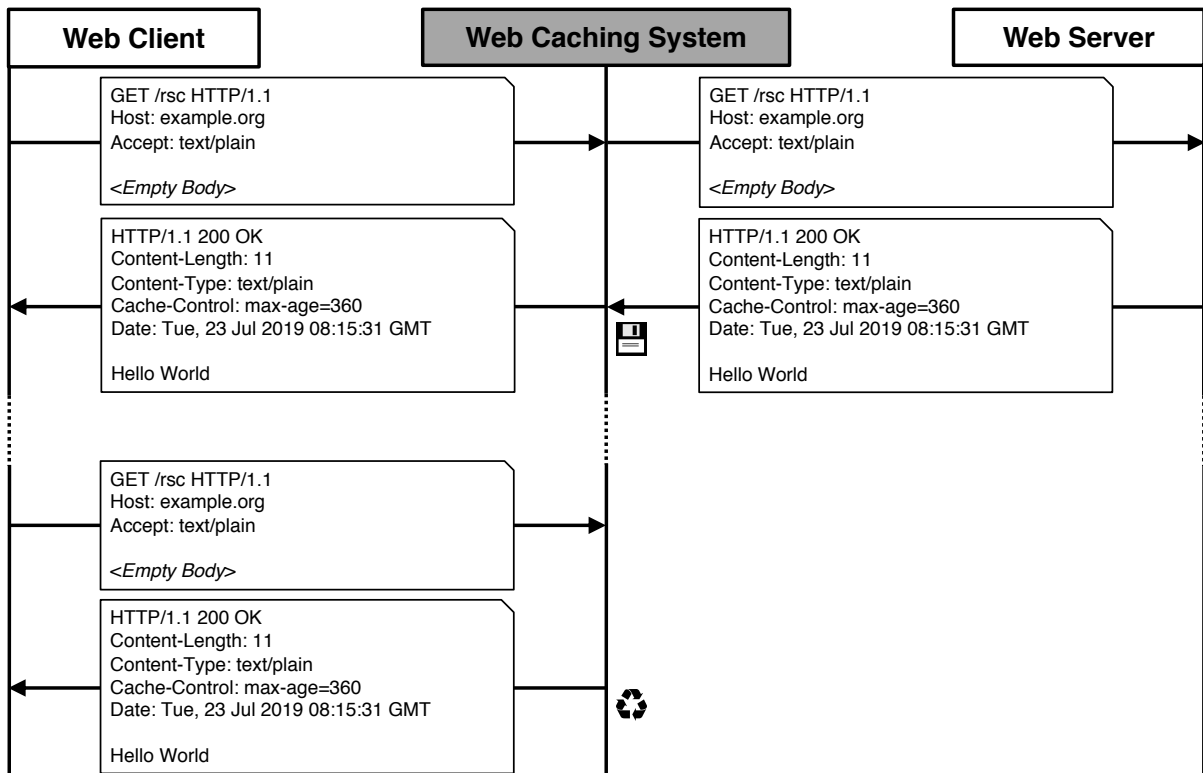 Web Client
Web Caching System
Web Server
GET /rsc HTTP/1.1
Host: example.org
Accept: text/plain
<Empty Body>
GET /rsc HTTP/1.1
Host: example.org
Accept: text/plain
<Empty Body>
HTTP/1.1 200 OK
Content-Length: 11
Content-Type: text/plain
Cache-Control: max-age=360
Date: Tue, 23 Jul 2019 08:15:31 GMT
Hello World
HTTP/1.1 200 OK
Content-Length: 11
Content-Type: text/plain
Cache-Control: max-age=360
Date: Tue, 23 Jul 2019 08:15:31 GMT
Hello World
GET /rsc HTTP/1.1
Host: example.org
Accept: text/plain
<Empty Body>
HTTP/1.1 200 OK
Content-Length: 11
Content-Type: text/plain
Cache-Control: max-age=360
Date: Tue, 23 Jul 2019 08:15:31 GMT
Hello World